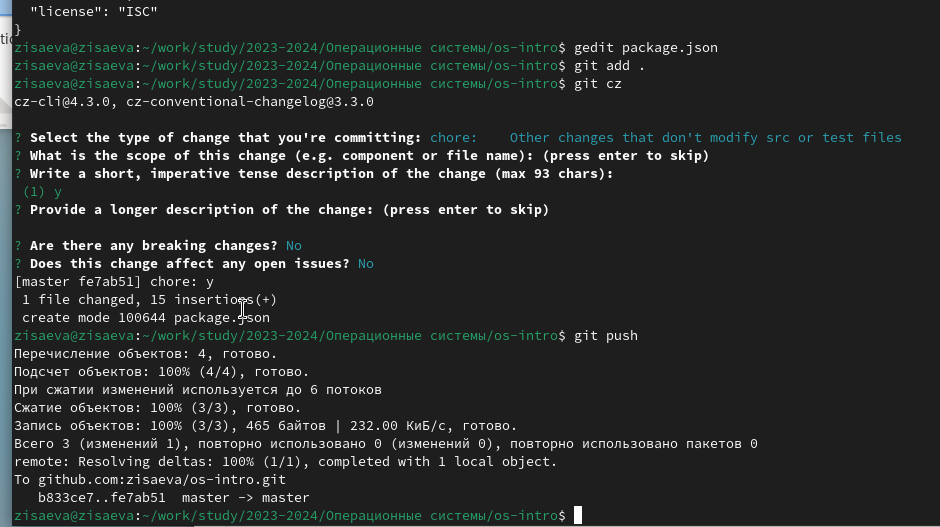 "license": "ISC"
}
zisaeva@zisaeva:~/work/study/2023-2024/Операционные системы/os-intro$ gedit package.json
zisaeva@zisaeva:~/work/study/2023-2024/Операционные системы/os-intro$ git add .
zisaeva@zisaeva:~/work/study/2023-2024/Операционные системы/os-intro$ git cz
cz-cli@4.3.0, cz-conventional-changelog@3.3.0
? Select the type of change that you're committing: chore:    Other changes that don't modify src or test files
? What is the scope of this change (e.g. component or file name): (press enter to skip)
? Write a short, imperative tense description of the change (max 93 chars):
(1) y
? Provide a longer description of the change: (press enter to skip)
? Are there any breaking changes? No
? Does this change affect any open issues? No
[master fe7ab51] chore: y
1 file changed, 15 insertions(+)
create mode 100644 package.json
zisaeva@zisaeva:~/work/study/2023-2024/Операционные системы/os-intro$ git push
Перечисление объектов: 4, готово.
Подсчет объектов: 100% (4/4), готово.
При сжатии изменений используется до 6 потоков
Сжатие объектов: 100% (3/3), готово.
Запись объектов: 100% (3/3), 465 байтов | 232.00 КиБ/с, готово.
Всего 3 (изменений 1), повторно использовано 0 (изменений 0), повторно использовано пакетов 0
remote: Resolving deltas: 100% (1/1), completed with 1 local object.
To github.com:zisaeva/os-intro.git
b833ce7..fe7ab51  master -> master
zisaeva@zisaeva:~/work/study/2023-2024/Операционные системы/os-intro$